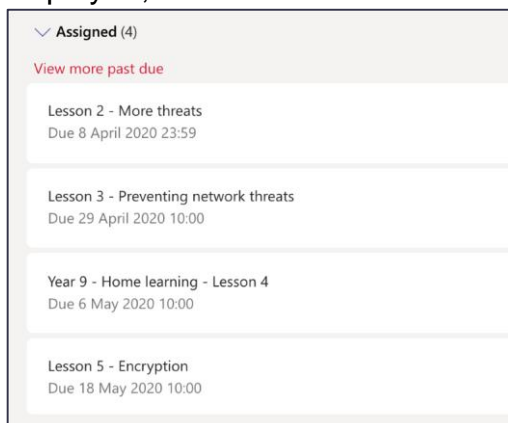 Assigned (4)
View more past due
Lesson 2 - More threats
Due 8 April 2020 23:59
Lesson 3 - Preventing network threats
Due 29 April 2020 10:00
Year 9 - Home learning - Lesson 4
Due 6 May 2020 10:00
Lesson 5 - Encryption
Due 18 May 2020 10:00